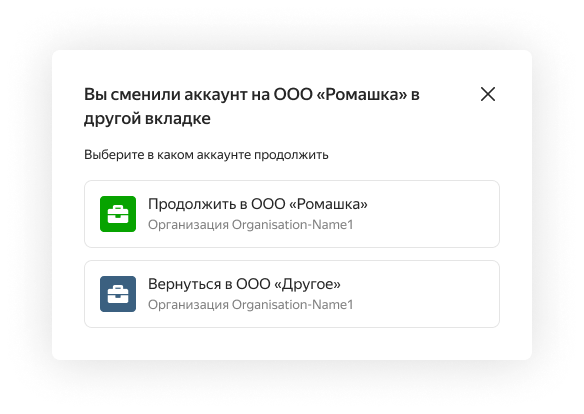 Вы сменили аккаунт на ООО «Ромашка» в
другой вкладке
Выберите в каком аккаунте продолжить
Продолжить в ООО «Ромашка»
Организация Organisation-Name1
Вернуться в ООО «Другое»
Организация Organisation-Name1